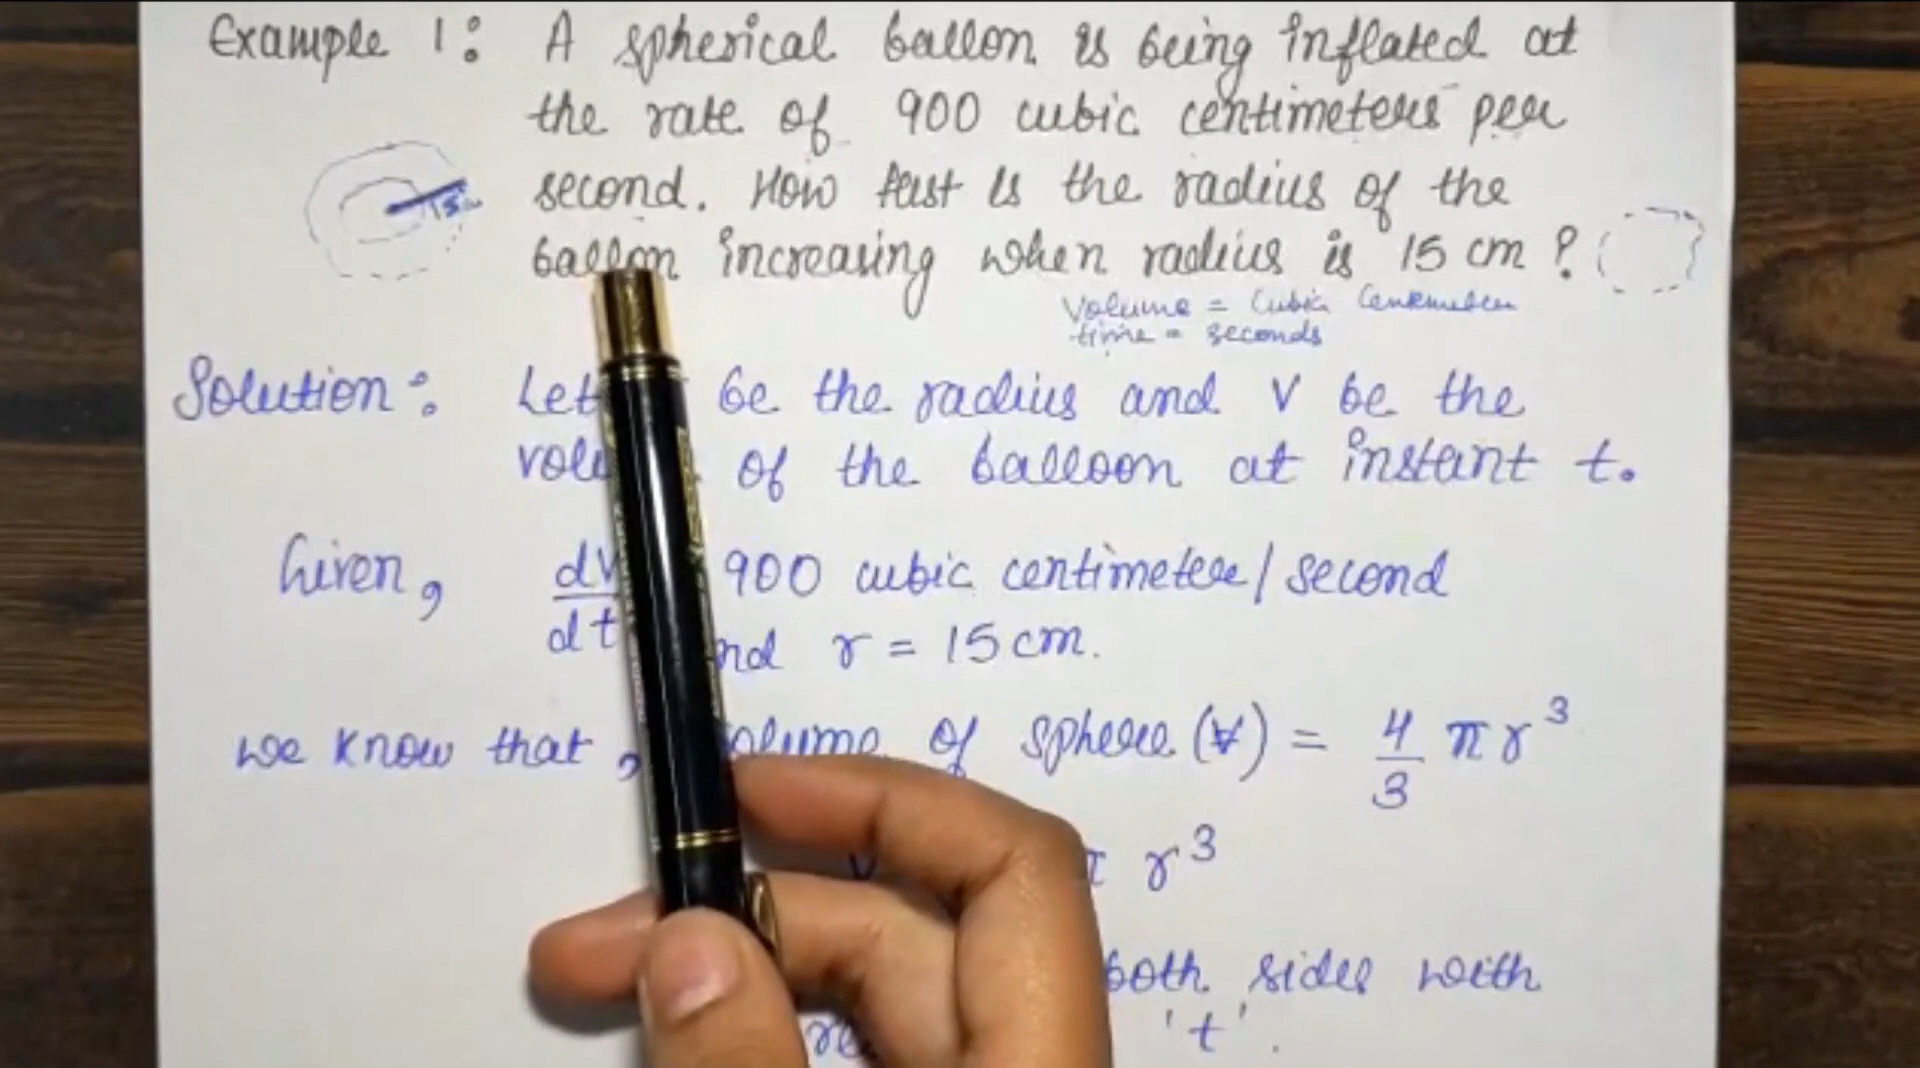 Example 1: A spherical ballon is being inflated at
the rate of 900 cubic centimeters per
second. How fast is the radius of the
ballon increasing when radius is 15 cm ?
15
Volume = Cubic Centimeter
time = seconds
Solution: Let be the radius and V be the
of the balloon at instant t.
Given, dV/dt 900 cubic centimeter/second
r = 15 cm.
We know that, of sphere (V) = 4/3 π r³
π r³
both sides with
't'.